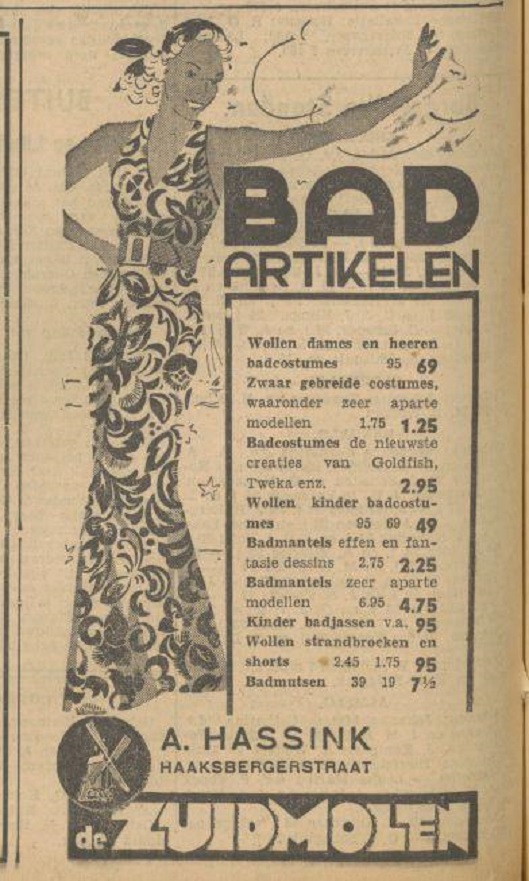 BAD
ARTIKELEN
Wollen dames en heeren
badcostumes 95 69
Zwaar gebreide costumes,
waaronder zeer aparte
modellen 1.75 1.25
Badcostumes de nieuwste
creaties van Goldfish,
Tweka enz. 2.95
Wollen kinder badcostu-
mes 95 69 49
Badmantels effen en fan-
tasie dessins 2.75 2.25
Badmantels zeer aparte
modellen 6.95 4.75
Kinder badjassen v.a. 95
Wollen strandbroeken en
shorts 2.45 1.75 95
Badmutsen 39 19 7½
A. HASSINK
HAAKSBERGERSTRAAT
de ZUIDMOLEN